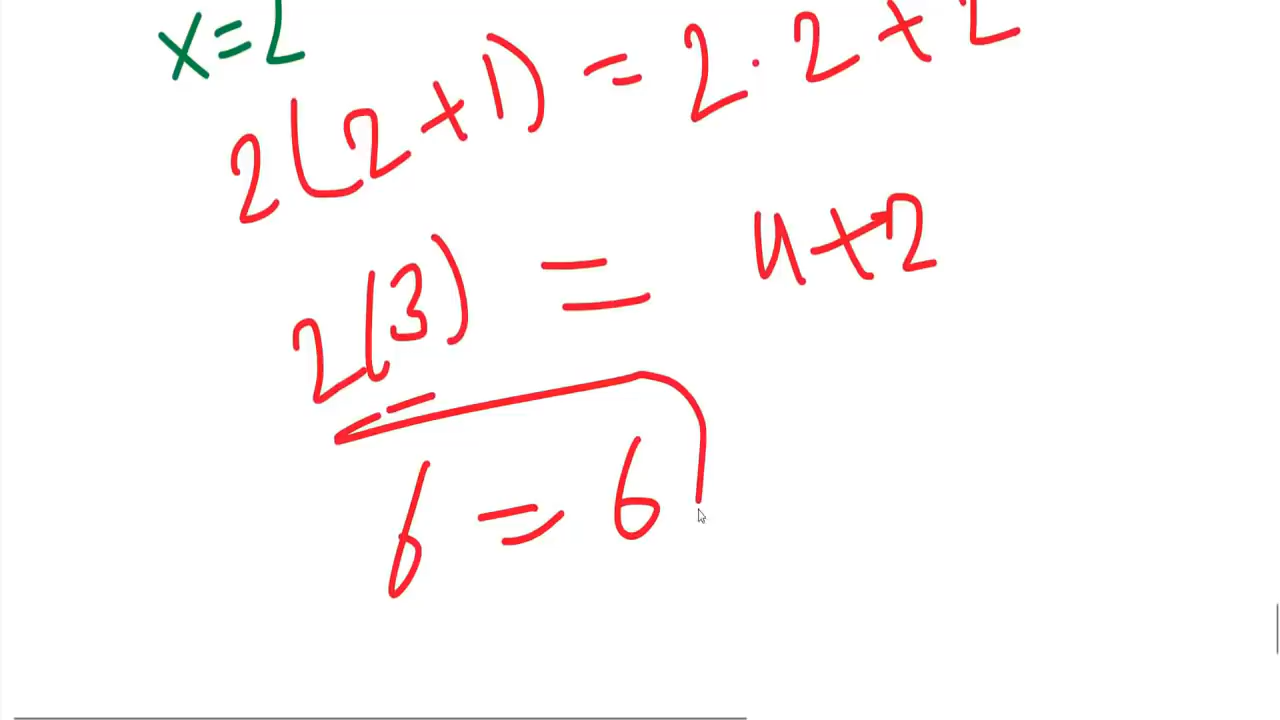 x=2
2(2+1) = 2·2+2
2(3) = 4+2
6 = 6